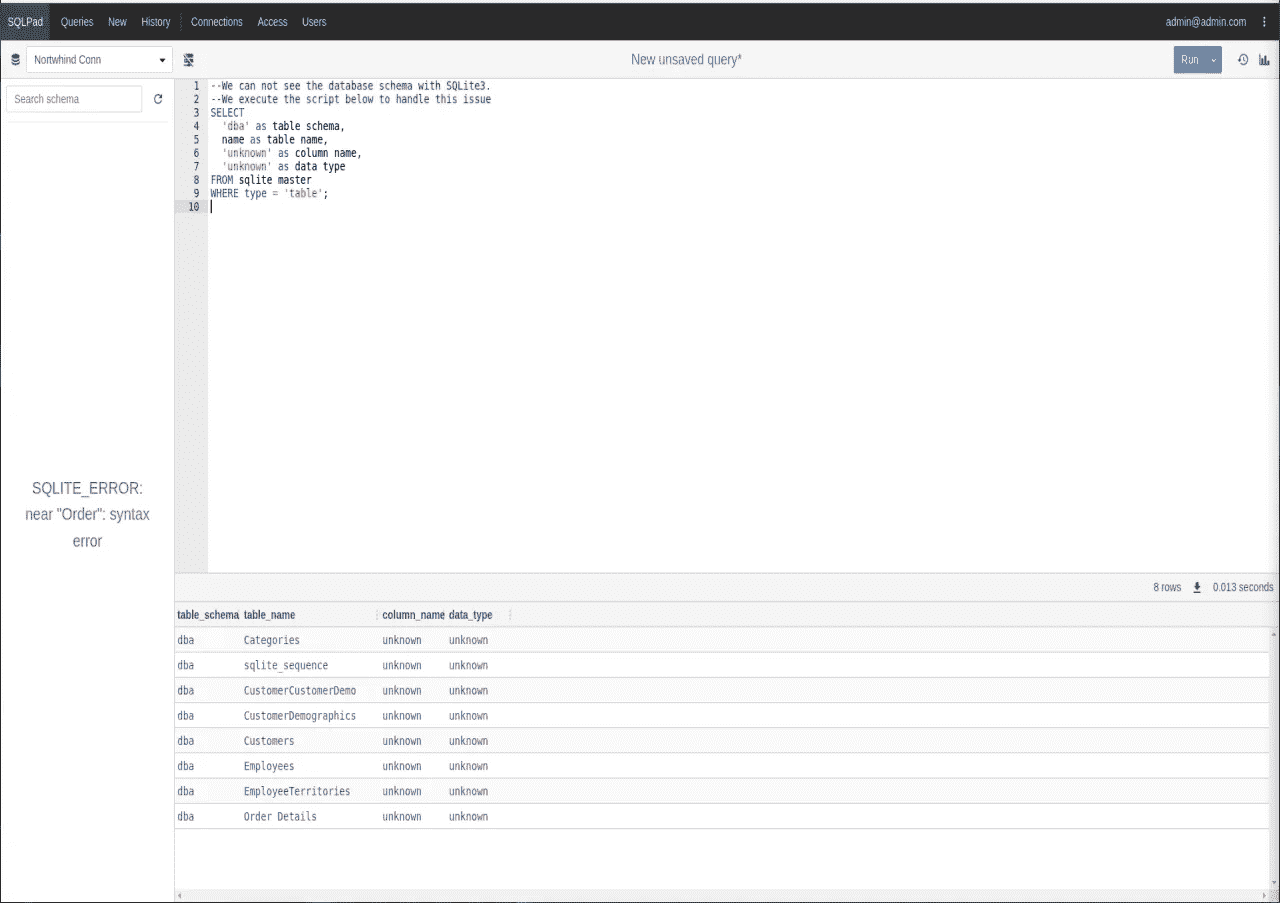 SQLPad Queries New History Connections Access Users admin@admin.com
Nortwhind Conn New unsaved query* Run
Search schema
1 --We can not see the database schema with SQLite3.
2 --We execute the script below to handle this issue
3 SELECT
4 'dba' as table schema,
5 name as table name,
6 'unknown' as column name,
7 'unknown' as data type
8 FROM sqlite master
9 WHERE type = 'table';
10
SQLITE_ERROR:
near "Order": syntax
error
8 rows 0.013 seconds
table_schema table_name column_name data_type
dba Categories unknown unknown
dba sqlite_sequence unknown unknown
dba CustomerCustomerDemo unknown unknown
dba CustomerDemographics unknown unknown
dba Customers unknown unknown
dba Employees unknown unknown
dba EmployeeTerritories unknown unknown
dba Order Details unknown unknown